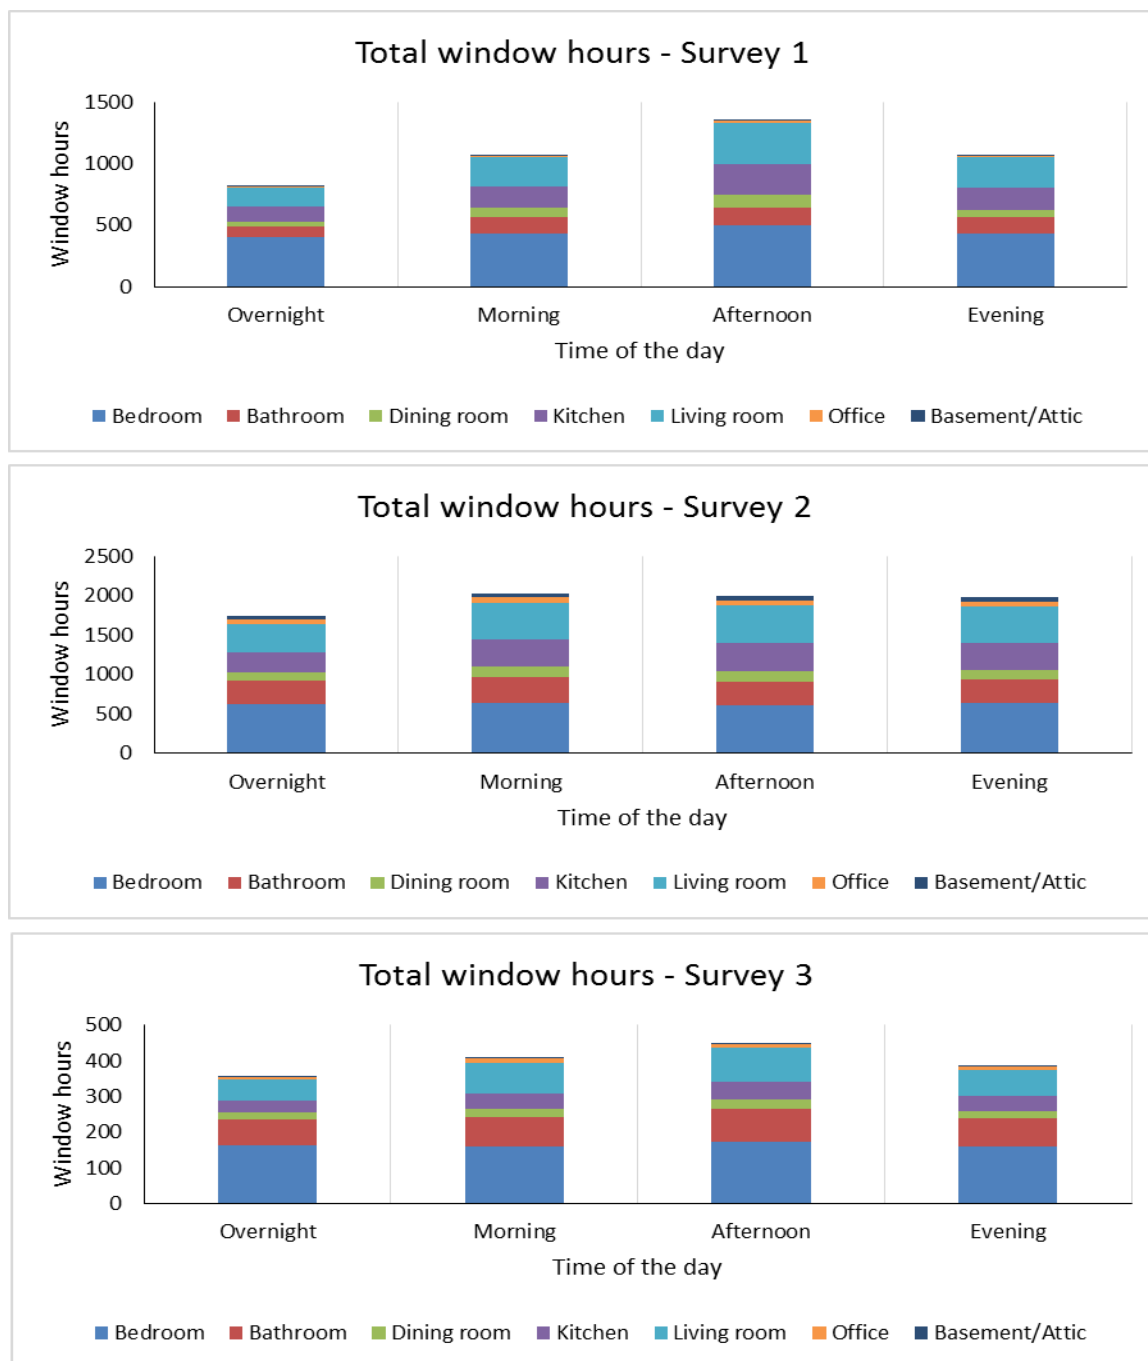 Total window hours - Survey 1
Window hours
1500
1000
500
0
Overnight Morning Afternoon Evening
Time of the day
Bedroom Bathroom Dining room Kitchen Living room Office Basement/Attic
Total window hours - Survey 2
Window hours
2500
2000
1500
1000
500
0
Overnight Morning Afternoon Evening
Time of the day
Bedroom Bathroom Dining room Kitchen Living room Office Basement/Attic
Total window hours - Survey 3
Window hours
500
400
300
200
100
0
Overnight Morning Afternoon Evening
Time of the day
Bedroom Bathroom Dining room Kitchen Living room Office Basement/Attic